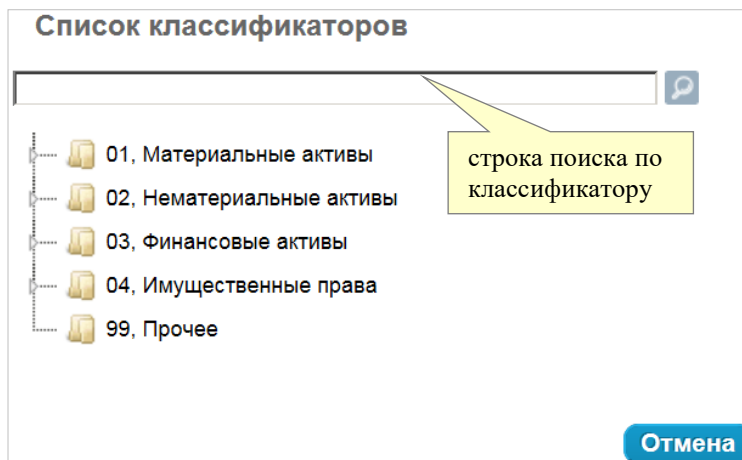 Список классификаторов
строка поиска по
классификатору
01, Материальные активы
02, Нематериальные активы
03, Финансовые активы
04, Имущественные права
99, Прочее
Отмена